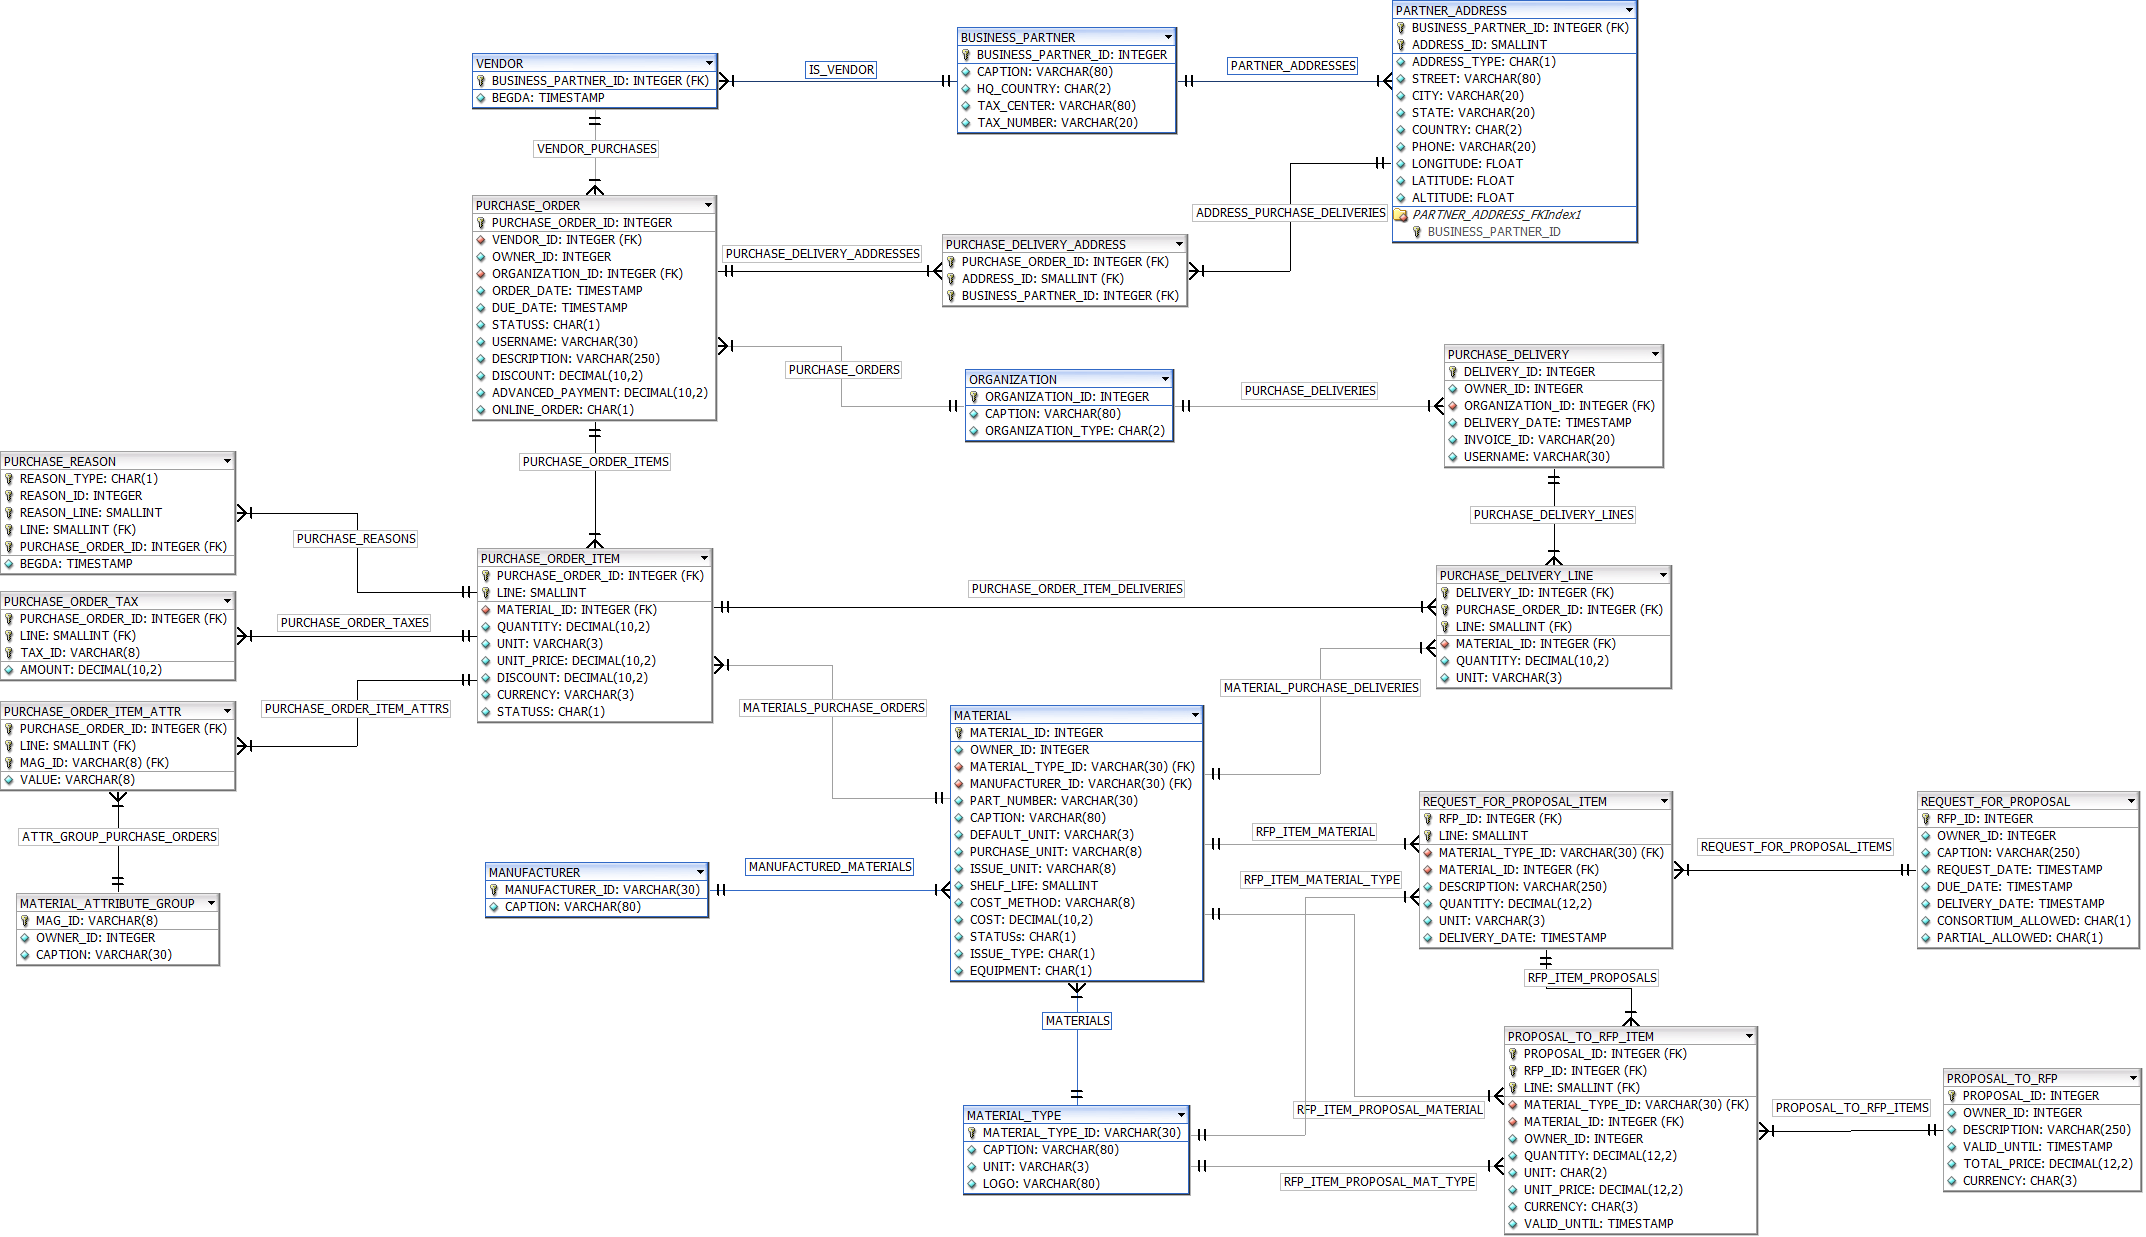 VENDOR
BUSINESS_PARTNER_ID: INTEGER (FK)
BEGDA: TIMESTAMP
IS_VENDOR
BUSINESS_PARTNER
BUSINESS_PARTNER_ID: INTEGER
CAPTION: VARCHAR(80)
HQ_COUNTRY: CHAR(2)
TAX_CENTER: VARCHAR(80)
TAX_NUMBER: VARCHAR(20)
PARTNER_ADDRESSES
PARTNER_ADDRESS
BUSINESS_PARTNER_ID: INTEGER (FK)
ADDRESS_ID: SMALLINT
ADDRESS_TYPE: CHAR(1)
STREET: VARCHAR(80)
CITY: VARCHAR(20)
STATE: VARCHAR(20)
COUNTRY: CHAR(2)
PHONE: VARCHAR(20)
LONGITUDE: FLOAT
LATITUDE: FLOAT
ALTITUDE: FLOAT
PARTNER_ADDRESS_FKIndex1
BUSINESS_PARTNER_ID
VENDOR_PURCHASES
PURCHASE_ORDER
PURCHASE_ORDER_ID: INTEGER
VENDOR_ID: INTEGER (FK)
OWNER_ID: INTEGER
ORGANIZATION_ID: INTEGER (FK)
ORDER_DATE: TIMESTAMP
DUE_DATE: TIMESTAMP
STATUSS: CHAR(1)
USERNAME: VARCHAR(30)
DESCRIPTION: VARCHAR(250)
DISCOUNT: DECIMAL(10,2)
ADVANCED_PAYMENT: DECIMAL(10,2)
ONLINE_ORDER: CHAR(1)
PURCHASE_DELIVERY_ADDRESSES
PURCHASE_DELIVERY_ADDRESS
PURCHASE_ORDER_ID: INTEGER (FK)
ADDRESS_ID: SMALLINT (FK)
BUSINESS_PARTNER_ID: INTEGER (FK)
ADDRESS_PURCHASE_DELIVERIES
PURCHASE_ORDERS
ORGANIZATION
ORGANIZATION_ID: INTEGER
CAPTION: VARCHAR(80)
ORGANIZATION_TYPE: CHAR(2)
PURCHASE_DELIVERIES
PURCHASE_DELIVERY
DELIVERY_ID: INTEGER
OWNER_ID: INTEGER
ORGANIZATION_ID: INTEGER (FK)
DELIVERY_DATE: TIMESTAMP
INVOICE_ID: VARCHAR(20)
USERNAME: VARCHAR(30)
PURCHASE_ORDER_ITEMS
PURCHASE_DELIVERY_LINES
PURCHASE_REASON
REASON_TYPE: CHAR(1)
REASON_ID: INTEGER
REASON_LINE: SMALLINT
LINE: SMALLINT (FK)
PURCHASE_ORDER_ID: INTEGER (FK)
BEGDA: TIMESTAMP
PURCHASE_REASONS
PURCHASE_ORDER_TAX
PURCHASE_ORDER_ID: INTEGER (FK)
LINE: SMALLINT (FK)
TAX_ID: VARCHAR(8)
AMOUNT: DECIMAL(10,2)
PURCHASE_ORDER_TAXES
PURCHASE_ORDER_ITEM_ATTR
PURCHASE_ORDER_ID: INTEGER (FK)
LINE: SMALLINT (FK)
MAG_ID: VARCHAR(8) (FK)
VALUE: VARCHAR(8)
PURCHASE_ORDER_ITEM_ATTRS
ATTR_GROUP_PURCHASE_ORDERS
MATERIAL_ATTRIBUTE_GROUP
MAG_ID: VARCHAR(8)
OWNER_ID: INTEGER
CAPTION: VARCHAR(30)
PURCHASE_ORDER_ITEM
PURCHASE_ORDER_ID: INTEGER (FK)
LINE: SMALLINT
MATERIAL_ID: INTEGER (FK)
QUANTITY: DECIMAL(10,2)
UNIT: VARCHAR(3)
UNIT_PRICE: DECIMAL(10,2)
DISCOUNT: DECIMAL(10,2)
CURRENCY: VARCHAR(3)
STATUSS: CHAR(1)
PURCHASE_ORDER_ITEM_DELIVERIES
PURCHASE_DELIVERY_LINE
DELIVERY_ID: INTEGER (FK)
PURCHASE_ORDER_ID: INTEGER (FK)
LINE: SMALLINT (FK)
MATERIAL_ID: INTEGER (FK)
QUANTITY: DECIMAL(10,2)
UNIT: VARCHAR(3)
MATERIALS_PURCHASE_ORDERS
MATERIAL_PURCHASE_DELIVERIES
MATERIAL
MATERIAL_ID: INTEGER
OWNER_ID: INTEGER
MATERIAL_TYPE_ID: VARCHAR(30) (FK)
MANUFACTURER_ID: VARCHAR(30) (FK)
PART_NUMBER: VARCHAR(30)
CAPTION: VARCHAR(80)
DEFAULT_UNIT: VARCHAR(3)
PURCHASE_UNIT: VARCHAR(8)
ISSUE_UNIT: VARCHAR(8)
SHELF_LIFE: SMALLINT
COST_METHOD: VARCHAR(8)
COST: DECIMAL(10,2)
STATUSs: CHAR(1)
ISSUE_TYPE: CHAR(1)
EQUIPMENT: CHAR(1)
MANUFACTURER
MANUFACTURER_ID: VARCHAR(30)
CAPTION: VARCHAR(80)
MANUFACTURED_MATERIALS
RFP_ITEM_MATERIAL
RFP_ITEM_MATERIAL_TYPE
REQUEST_FOR_PROPOSAL_ITEM
RFP_ID: INTEGER (FK)
LINE: SMALLINT
MATERIAL_TYPE_ID: VARCHAR(30) (FK)
MATERIAL_ID: INTEGER (FK)
DESCRIPTION: VARCHAR(250)
QUANTITY: DECIMAL(12,2)
UNIT: VARCHAR(3)
DELIVERY_DATE: TIMESTAMP
REQUEST_FOR_PROPOSAL_ITEMS
REQUEST_FOR_PROPOSAL
RFP_ID: INTEGER
OWNER_ID: INTEGER
CAPTION: VARCHAR(250)
REQUEST_DATE: TIMESTAMP
DUE_DATE: TIMESTAMP
DELIVERY_DATE: TIMESTAMP
CONSORTIUM_ALLOWED: CHAR(1)
PARTIAL_ALLOWED: CHAR(1)
RFP_ITEM_PROPOSALS
MATERIALS
MATERIAL_TYPE
MATERIAL_TYPE_ID: VARCHAR(30)
CAPTION: VARCHAR(80)
UNIT: VARCHAR(3)
LOGO: VARCHAR(80)
RFP_ITEM_PROPOSAL_MATERIAL
RFP_ITEM_PROPOSAL_MAT_TYPE
PROPOSAL_TO_RFP_ITEM
PROPOSAL_ID: INTEGER (FK)
RFP_ID: INTEGER (FK)
LINE: SMALLINT (FK)
MATERIAL_TYPE_ID: VARCHAR(30) (FK)
MATERIAL_ID: INTEGER (FK)
OWNER_ID: INTEGER
QUANTITY: DECIMAL(12,2)
UNIT: CHAR(2)
UNIT_PRICE: DECIMAL(12,2)
CURRENCY: CHAR(3)
VALID_UNTIL: TIMESTAMP
PROPOSAL_TO_RFP_ITEMS
PROPOSAL_TO_RFP
PROPOSAL_ID: INTEGER
OWNER_ID: INTEGER
DESCRIPTION: VARCHAR(250)
VALID_UNTIL: TIMESTAMP
TOTAL_PRICE: DECIMAL(12,2)
CURRENCY: CHAR(3)